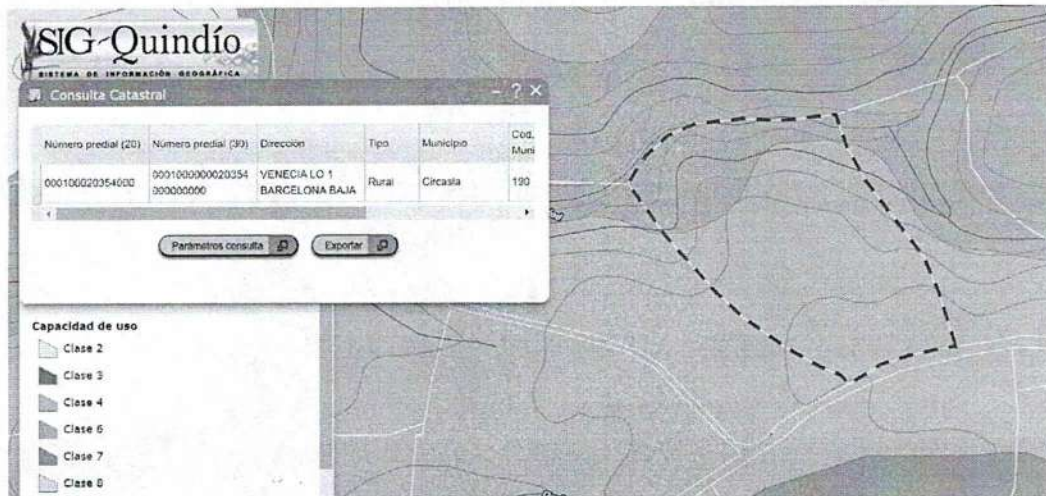 SIG-Quindío
SISTEMA DE INFORMACIÓN GEOGRÁFICA
Consulta Catastral
Número predial (20) Número predial (30) Dirección Tipo Municipio Cod. Muni
000100020354000 0001000000020354 000000000 VENECIA LO 1 BARCELONA BAJA Rural Circasia 190
Parámetros consulta Exportar
Capacidad de uso
Clase 2
Clase 3
Clase 4
Clase 6
Clase 7
Clase 8